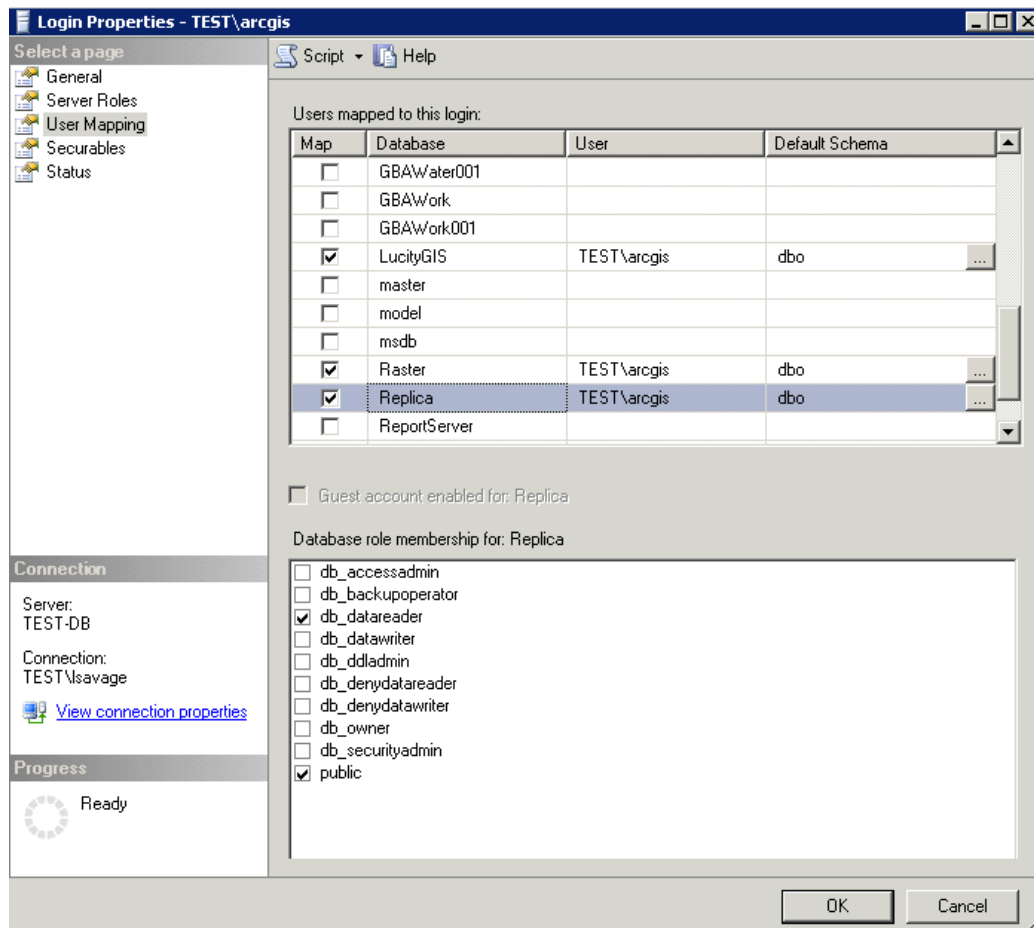 Login Properties - TEST\arcgis
Select a page
General
Server Roles
User Mapping
Securables
Status
Script Help
Users mapped to this login:
Map Database User Default Schema
GBAWater001
GBAWork
GBAWork001
LucityGIS TEST\arcgis dbo ...
master
model
msdb
Raster TEST\arcgis dbo ...
Replica TEST\arcgis dbo ...
ReportServer
Guest account enabled for: Replica
Database role membership for: Replica
db_accessadmin
db_backupoperator
db_datareader
db_datawriter
db_ddladmin
db_denydatareader
db_denydatawriter
db_owner
db_securityadmin
public
Connection
Server:
TEST-DB
Connection:
TEST\lsavage
View connection properties
Progress
Ready
OK Cancel